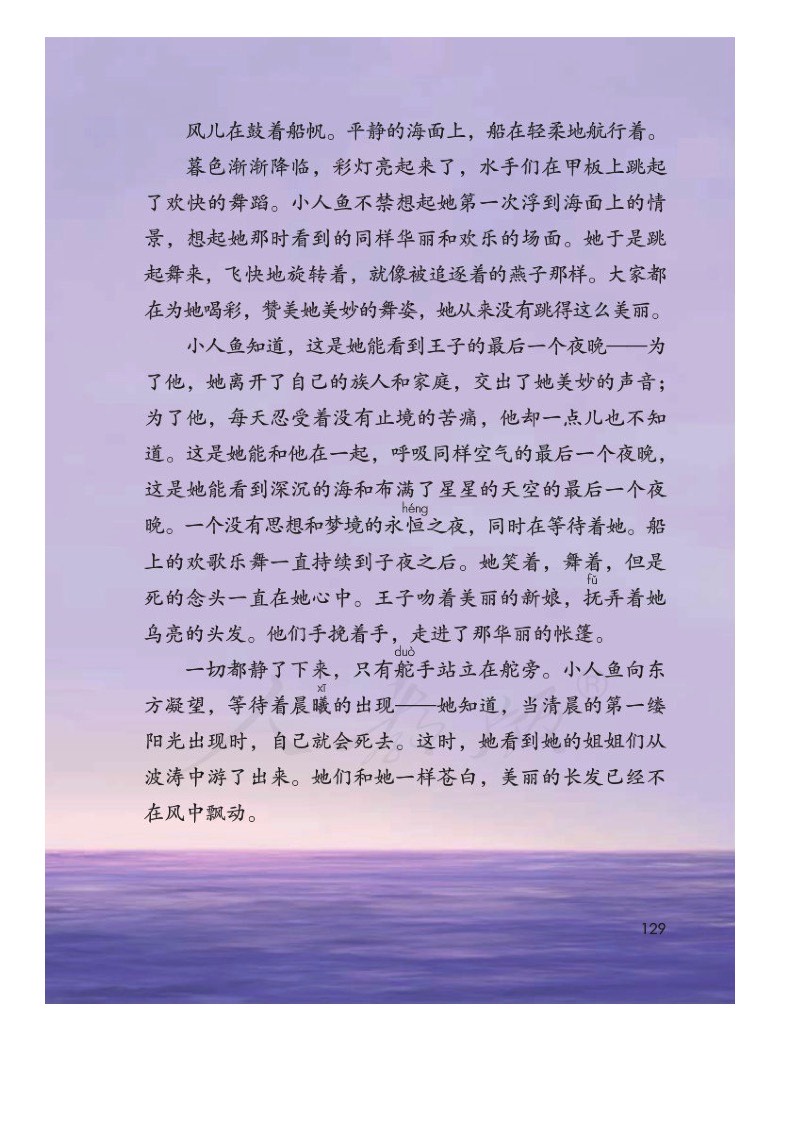 风儿在鼓着船帆。平静的海面上，船在轻柔地航行着。
暮色渐渐降临，彩灯亮起来了，水手们在甲板上跳起
了欢快的舞蹈。小人鱼不禁想起她第一次浮到海面上的情
景，想起她那时看到的同样华丽和欢乐的场面。她于是跳
起舞来，飞快地旋转着，就像被追逐着的燕子那样。大家都
在为她喝彩，赞美她美妙的舞姿，她从来没有跳得这么美丽。
小人鱼知道，这是她能看到王子的最后一个夜晚——为
了他，她离开了自己的族人和家庭，交出了她美妙的声音；
为了他，每天忍受着没有止境的苦痛，他却一点儿也不知
道。这是她能和他在一起，呼吸同样空气的最后一个夜晚，
这是她能看到深沉的海和布满了星星的天空的最后一个夜
héng
晚。一个没有思想和梦境的永恒之夜，同时在等待着她。船
上的欢歌乐舞一直持续到子夜之后。她笑着，舞着，但是
fǔ
死的念头一直在她心中。王子吻着美丽的新娘，抚弄着她
乌亮的头发。他们手挽着手，走进了那华丽的帐篷。
duò
一切都静了下来，只有舵手站立在舵旁。小人鱼向东
xī
方凝望，等待着晨曦的出现——她知道，当清晨的第一缕
阳光出现时，自己就会死去。这时，她看到她的姐姐们从
波涛中游了出来。她们和她一样苍白，美丽的长发已经不
在风中飘动。
129